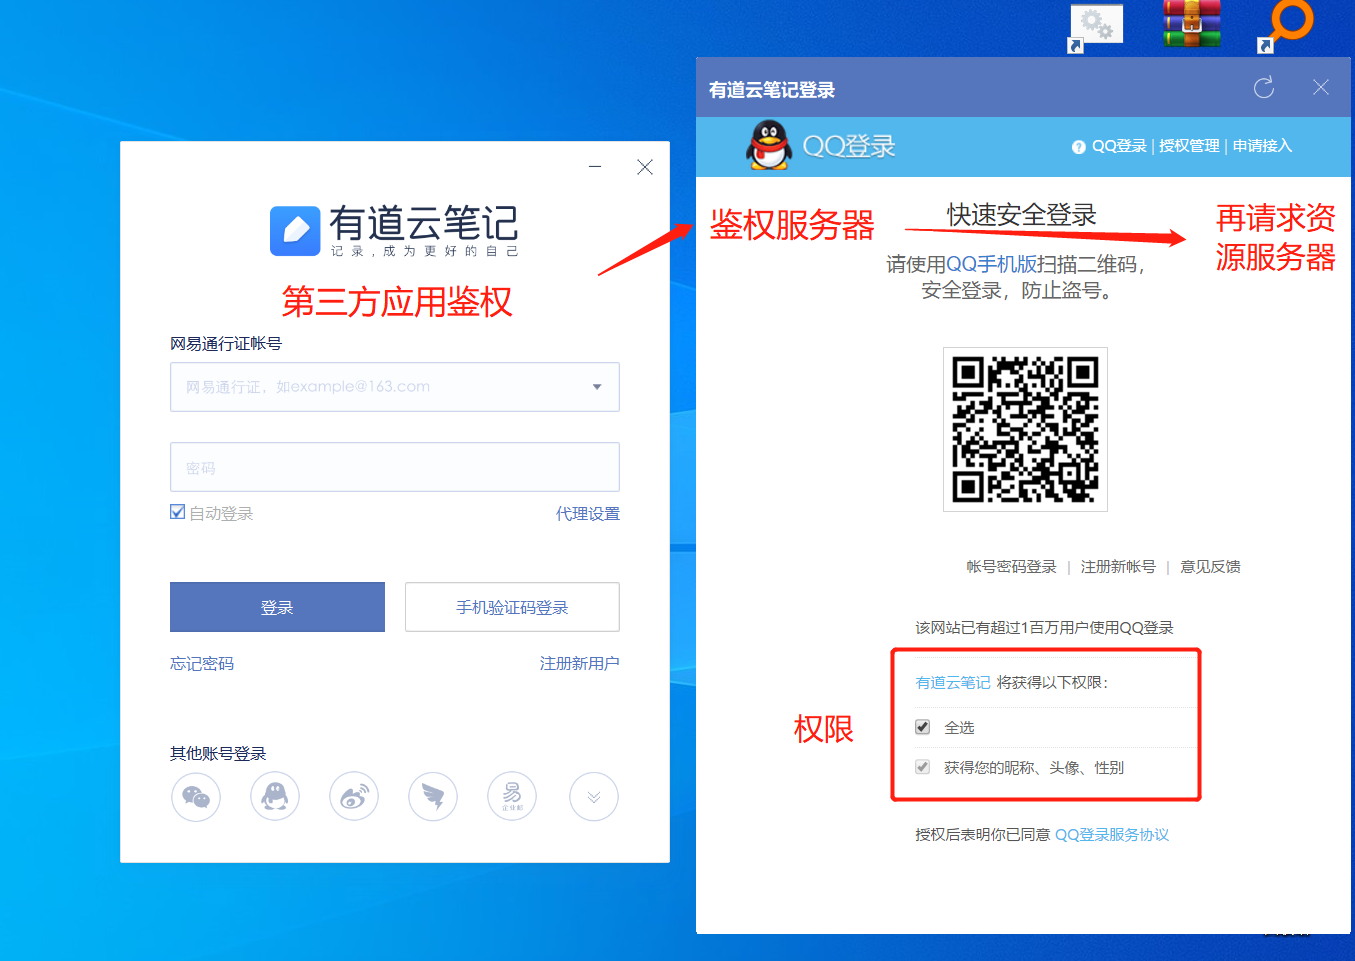 有道云笔记
记录,成为更好的自己
第三方应用鉴权
网易通行证帐号
网易通行证，如example@163.com
密码
自动登录
代理设置
登录
手机验证码登录
忘记密码
注册新用户
其他账号登录
易
企业邮
有道云笔记登录
QQ登录
? QQ登录 | 授权管理 | 申请接入
鉴权服务器
快速安全登录
再请求资
源服务器
请使用QQ手机版扫描二维码，
安全登录，防止盗号。
帐号密码登录 | 注册新帐号 | 意见反馈
该网站已有超过1百万用户使用QQ登录
权限
有道云笔记 将获得以下权限：
全选
获得您的昵称、头像、性别
授权后表明你已同意 QQ登录服务协议